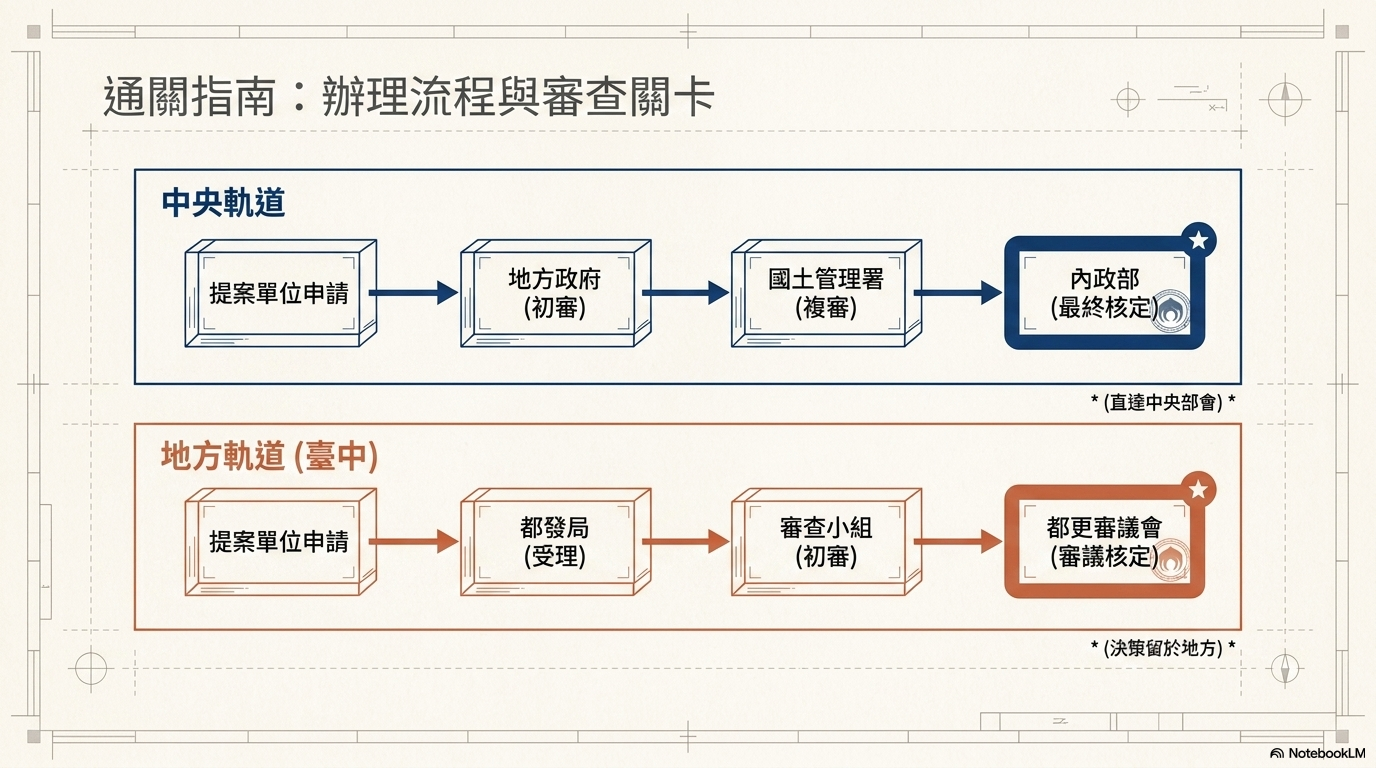 通關指南：辦理流程與審查關卡
中央軌道
提案單位申請
地方政府
(初審)
國土管理署
(複審)
內政部
(最終核定)
* (直達中央部會) *
地方軌道 (臺中)
提案單位申請
都發局
(受理)
審查小組
(初審)
都更審議會
(審議核定)
* (決策留於地方) *
NotebookLM